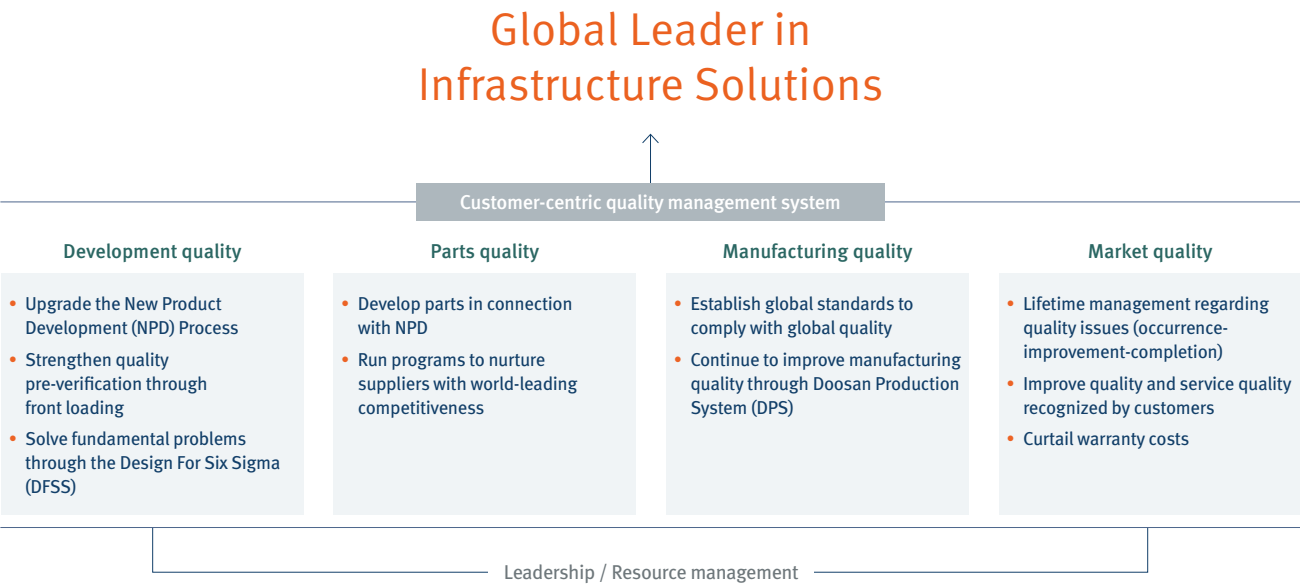 Global Leader in
Infrastructure Solutions
Customer-centric quality management system
Development quality
• Upgrade the New Product
Development (NPD) Process
• Strengthen quality
pre-verification through
front loading
• Solve fundamental problems
through the Design For Six Sigma
(DFSS)
Parts quality
• Develop parts in connection
with NPD
• Run programs to nurture
suppliers with world-leading
competitiveness
Manufacturing quality
• Establish global standards to
comply with global quality
• Continue to improve manufacturing
quality through Doosan Production
System (DPS)
Market quality
• Lifetime management regarding
quality issues (occurrence-
improvement-completion)
• Improve quality and service quality
recognized by customers
• Curtail warranty costs
Leadership / Resource management